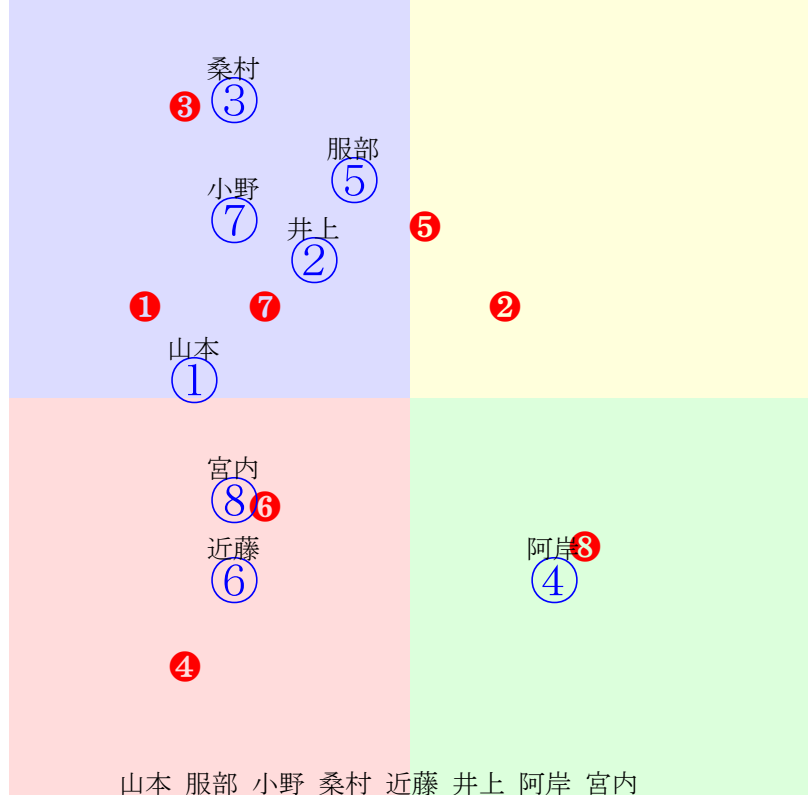 桑村
❸ ③
服部
⑤
小野
⑦
❺
井上
②
❶ ❼ ❷
山本
①
宮内
⑧ ❻
近藤
⑥
阿岸 ❽
④
❹
山本 服部 小野 桑村 近藤 井上 阿岸 宮内